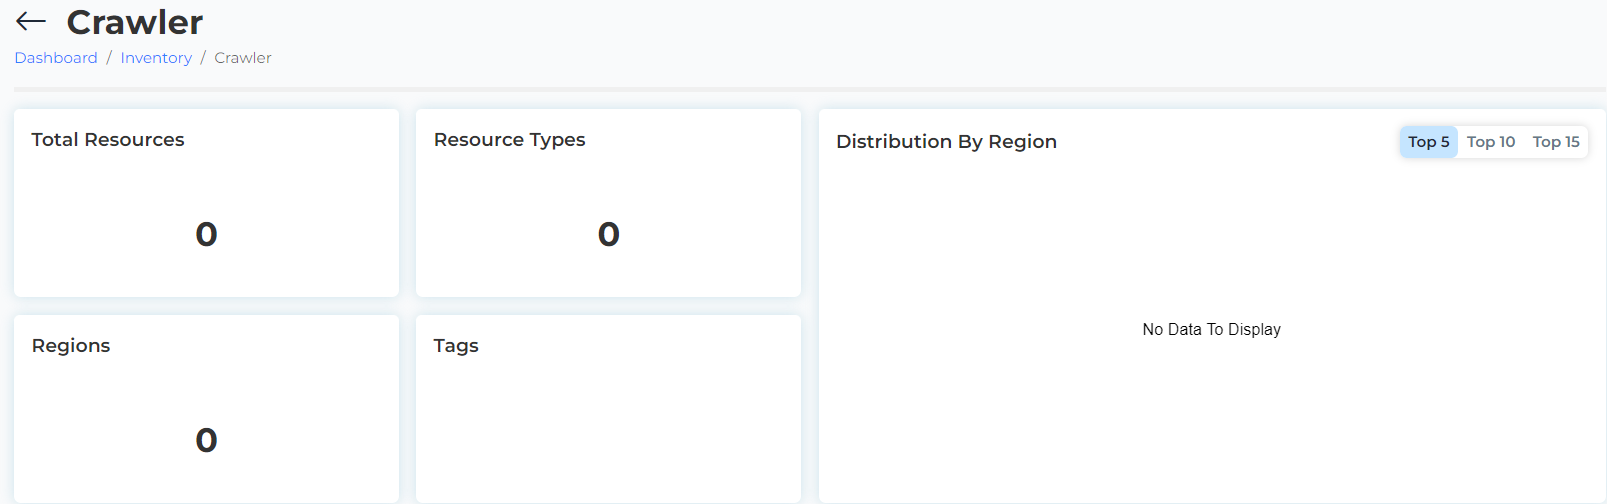 Crawler
Dashboard / Inventory / Crawler
Total Resources
0
Resource Types
0
Distribution By Region
Top 5 Top 10 Top 15
No Data To Display
Regions
0
Tags